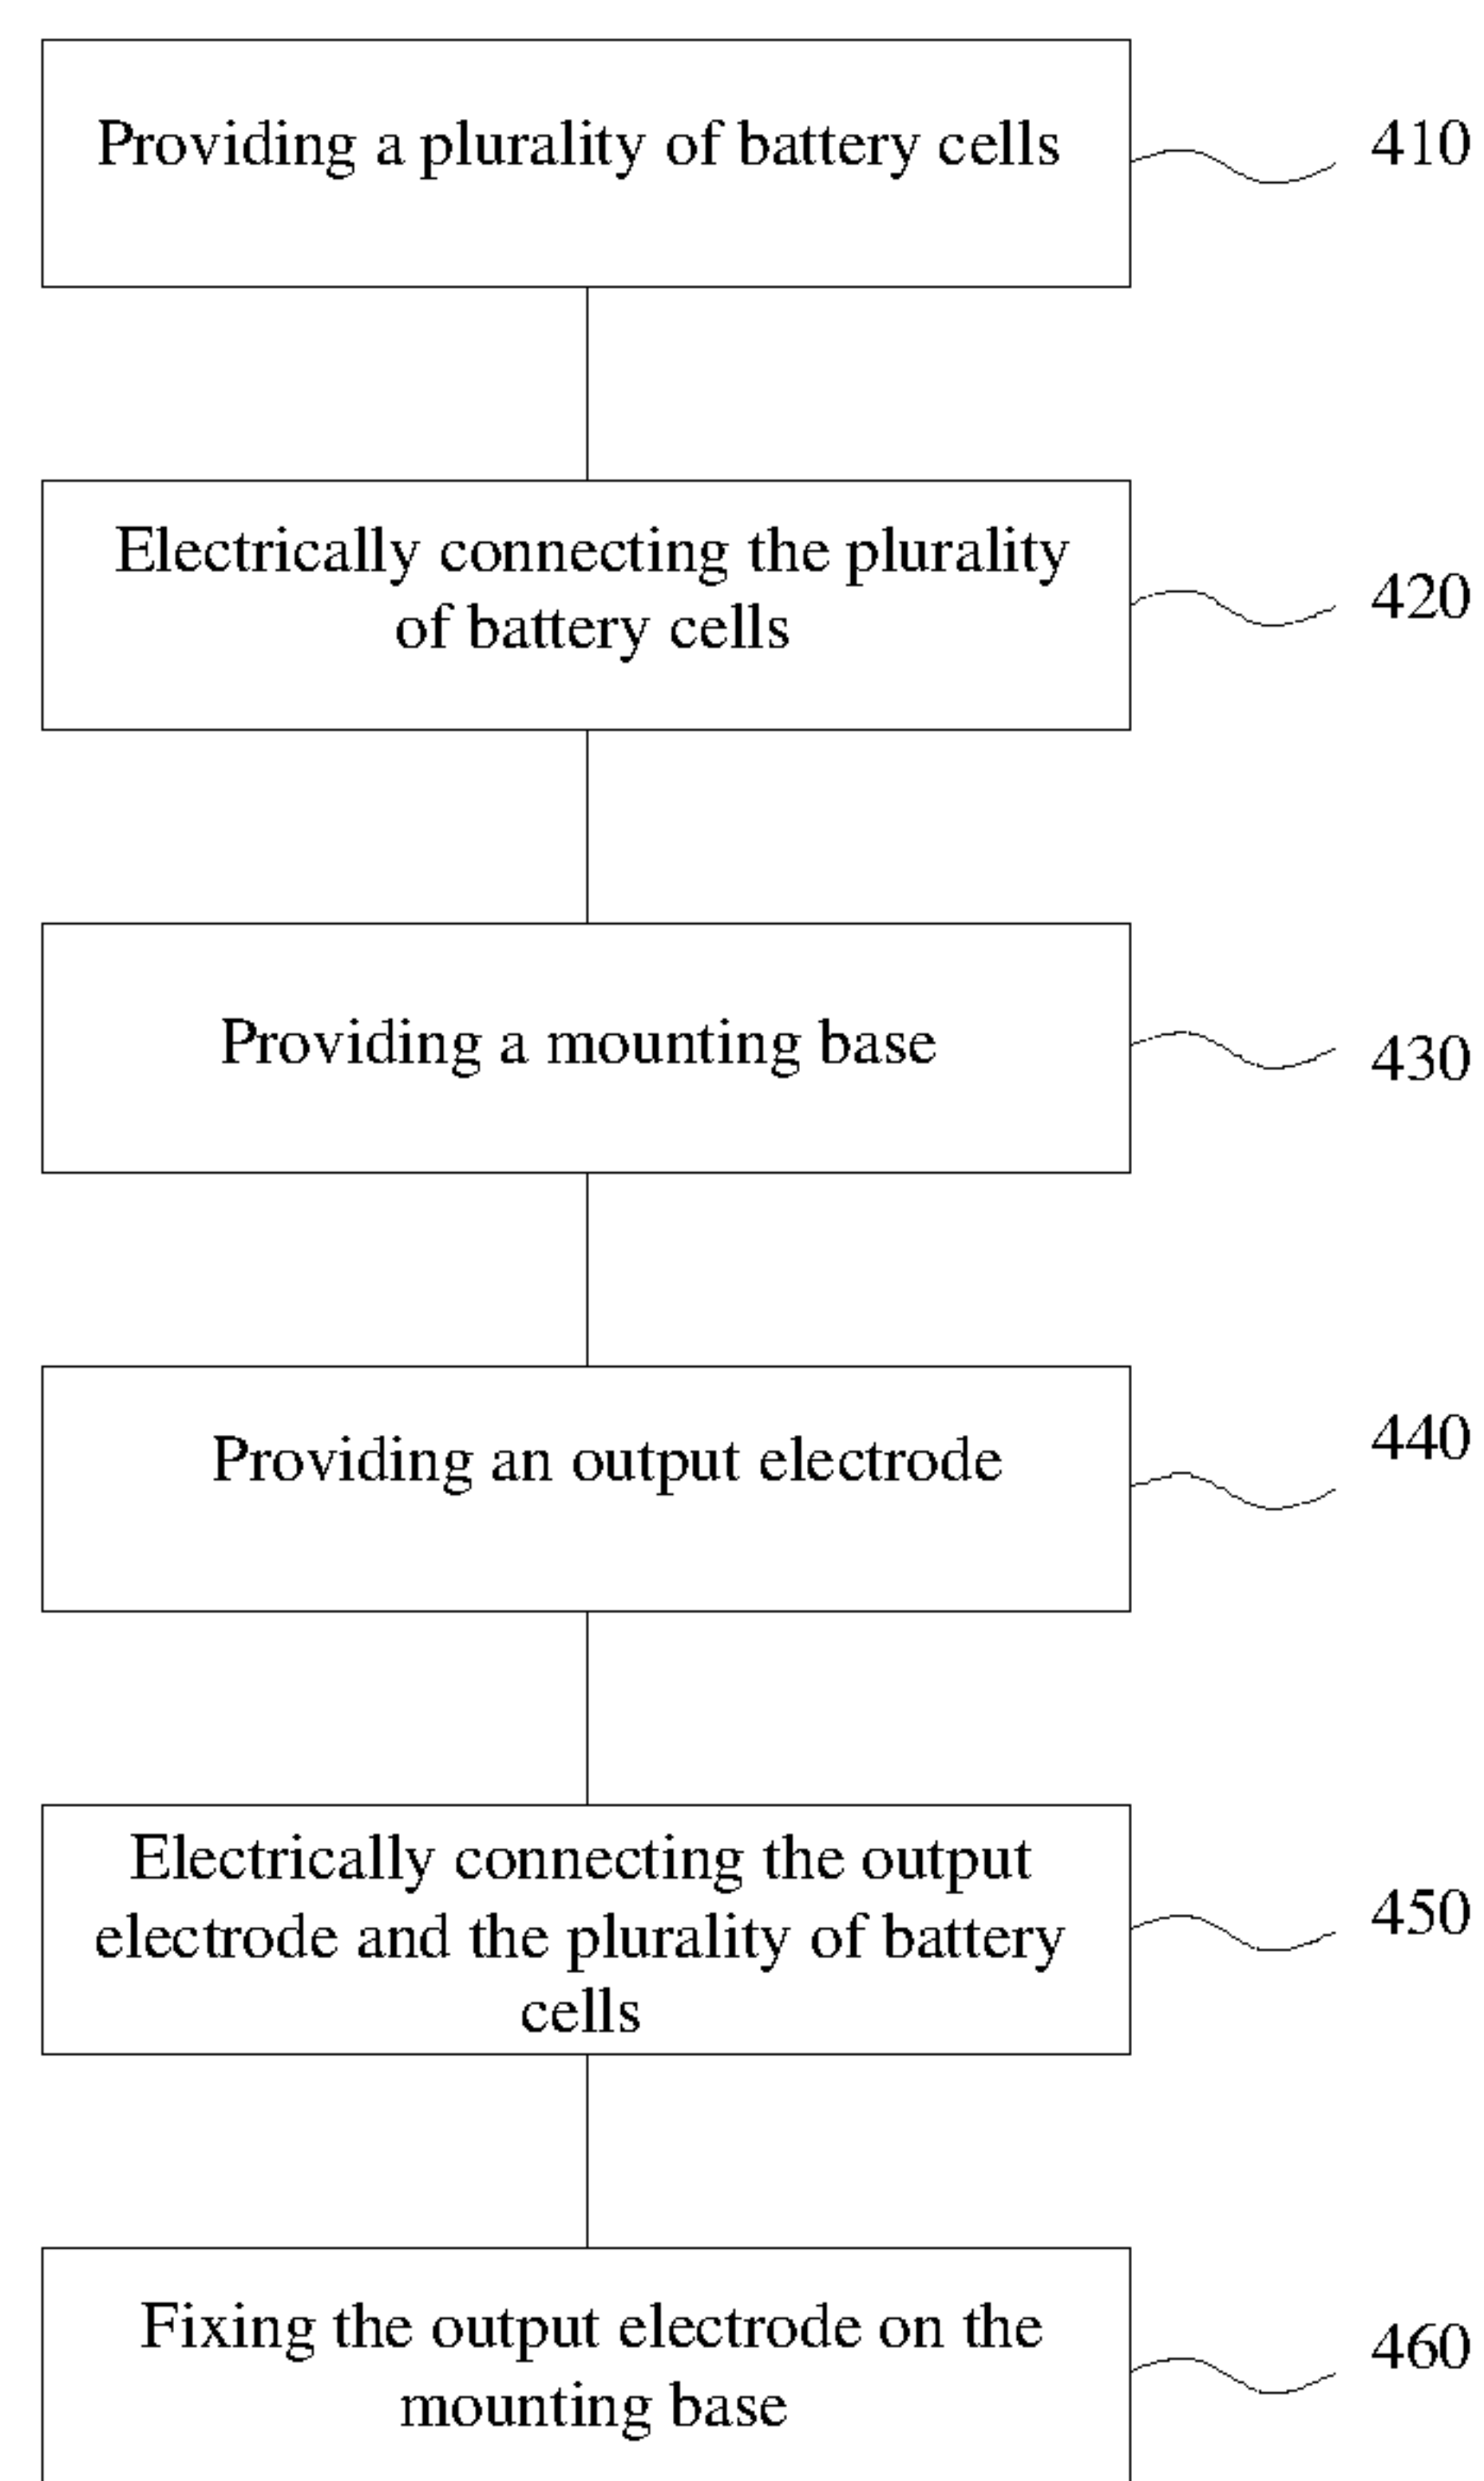 Providing a plurality of battery cells
410
Electrically connecting the plurality
of battery cells
420
Providing a mounting base
430
Providing an output electrode
440
Electrically connecting the output
electrode and the plurality of battery
cells
450
Fixing the output electrode on the
mounting base
460